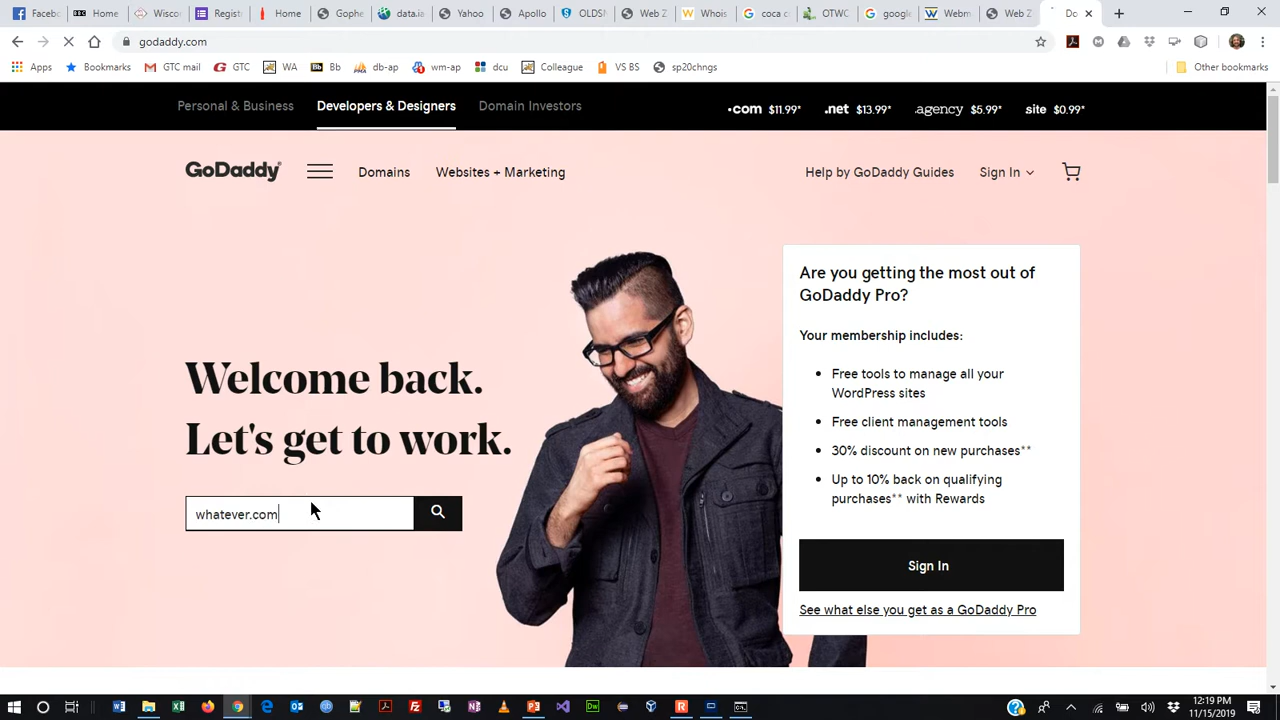 Faceb
Home
Wisco
Regist
Home
Gophe
data.ia
Yahoo
Apollo
OLDSN
Web Z
Whois
coca c
OTWC
google
Webm
Web Z
Do
godaddy.com
Apps
Bookmarks
GTC mail
GTC
WA
Bb
db-ap
wm-ap
dcu
Colleague
VS BS
sp20chngs
Other bookmarks
Personal & Business
Developers & Designers
Domain Investors
.com $11.99*
.net $13.99*
.agency $5.99*
site $0.99*
GoDaddy
Domains
Websites + Marketing
Help by GoDaddy Guides
Sign In
Welcome back.
Let's get to work.
whatever.com
Are you getting the most out of
GoDaddy Pro?
Your membership includes:
Free tools to manage all your
WordPress sites
Free client management tools
30% discount on new purchases**
Up to 10% back on qualifying
purchases** with Rewards
Sign In
See what else you get as a GoDaddy Pro
12:19 PM
11/15/2019